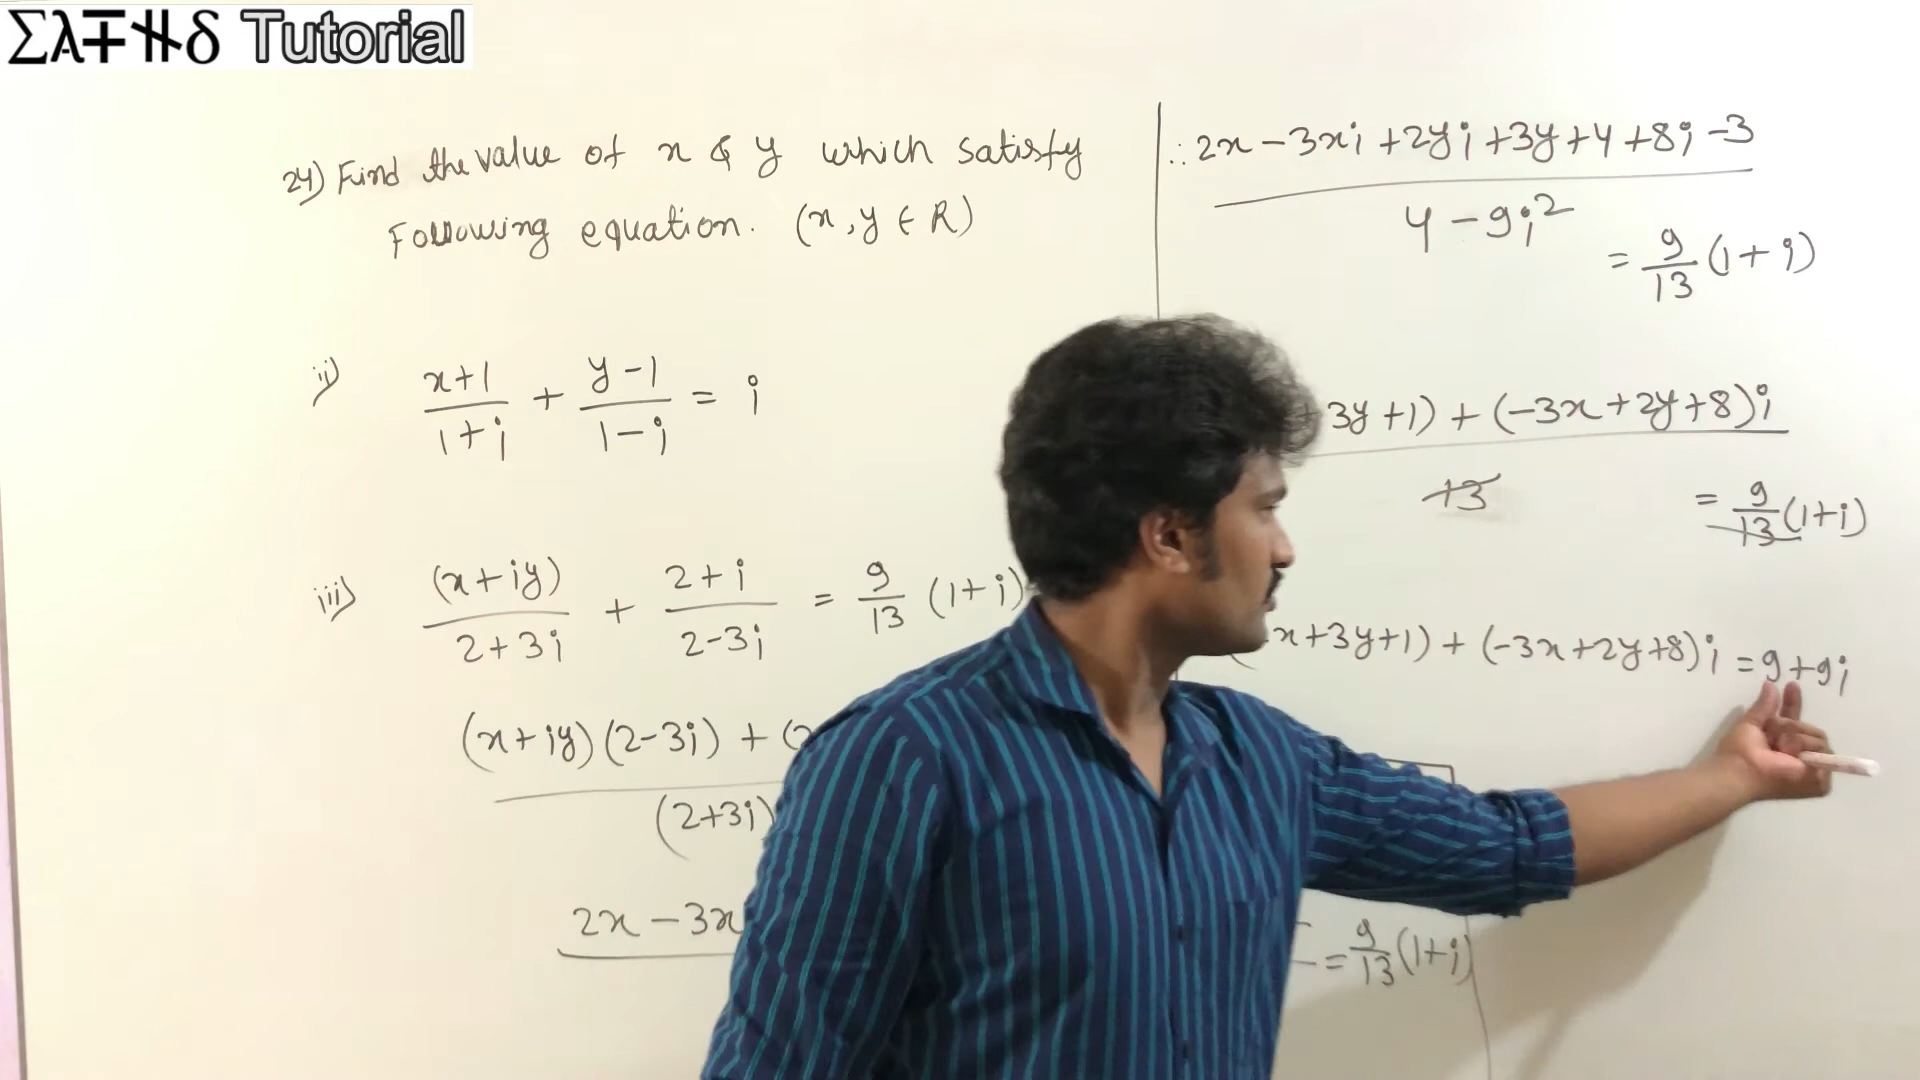 ΣλŦ��δ Tutorial
24) Find the value of x & y which satisfy
Following equation. (x, y ∈ R)
ii) x+1/1+i + y-1/1-i = i
iii) (x+iy)/2+3i + 2+i/2-3i = 9/13 (1+i)
(x+iy)(2-3i) + (2
(2+3i)
2x - 3x
∴ 2x - 3xi + 2yi + 3y + 4 + 8i - 3
4 - 9i²
= 9/13 (1+i)
+ 3y + 1) + (-3x + 2y + 8)i
13
= 9/13 (1+i)
x + 3y + 1) + (-3x + 2y + 8)i = 9 + 9i
= 9/13 (1+i)